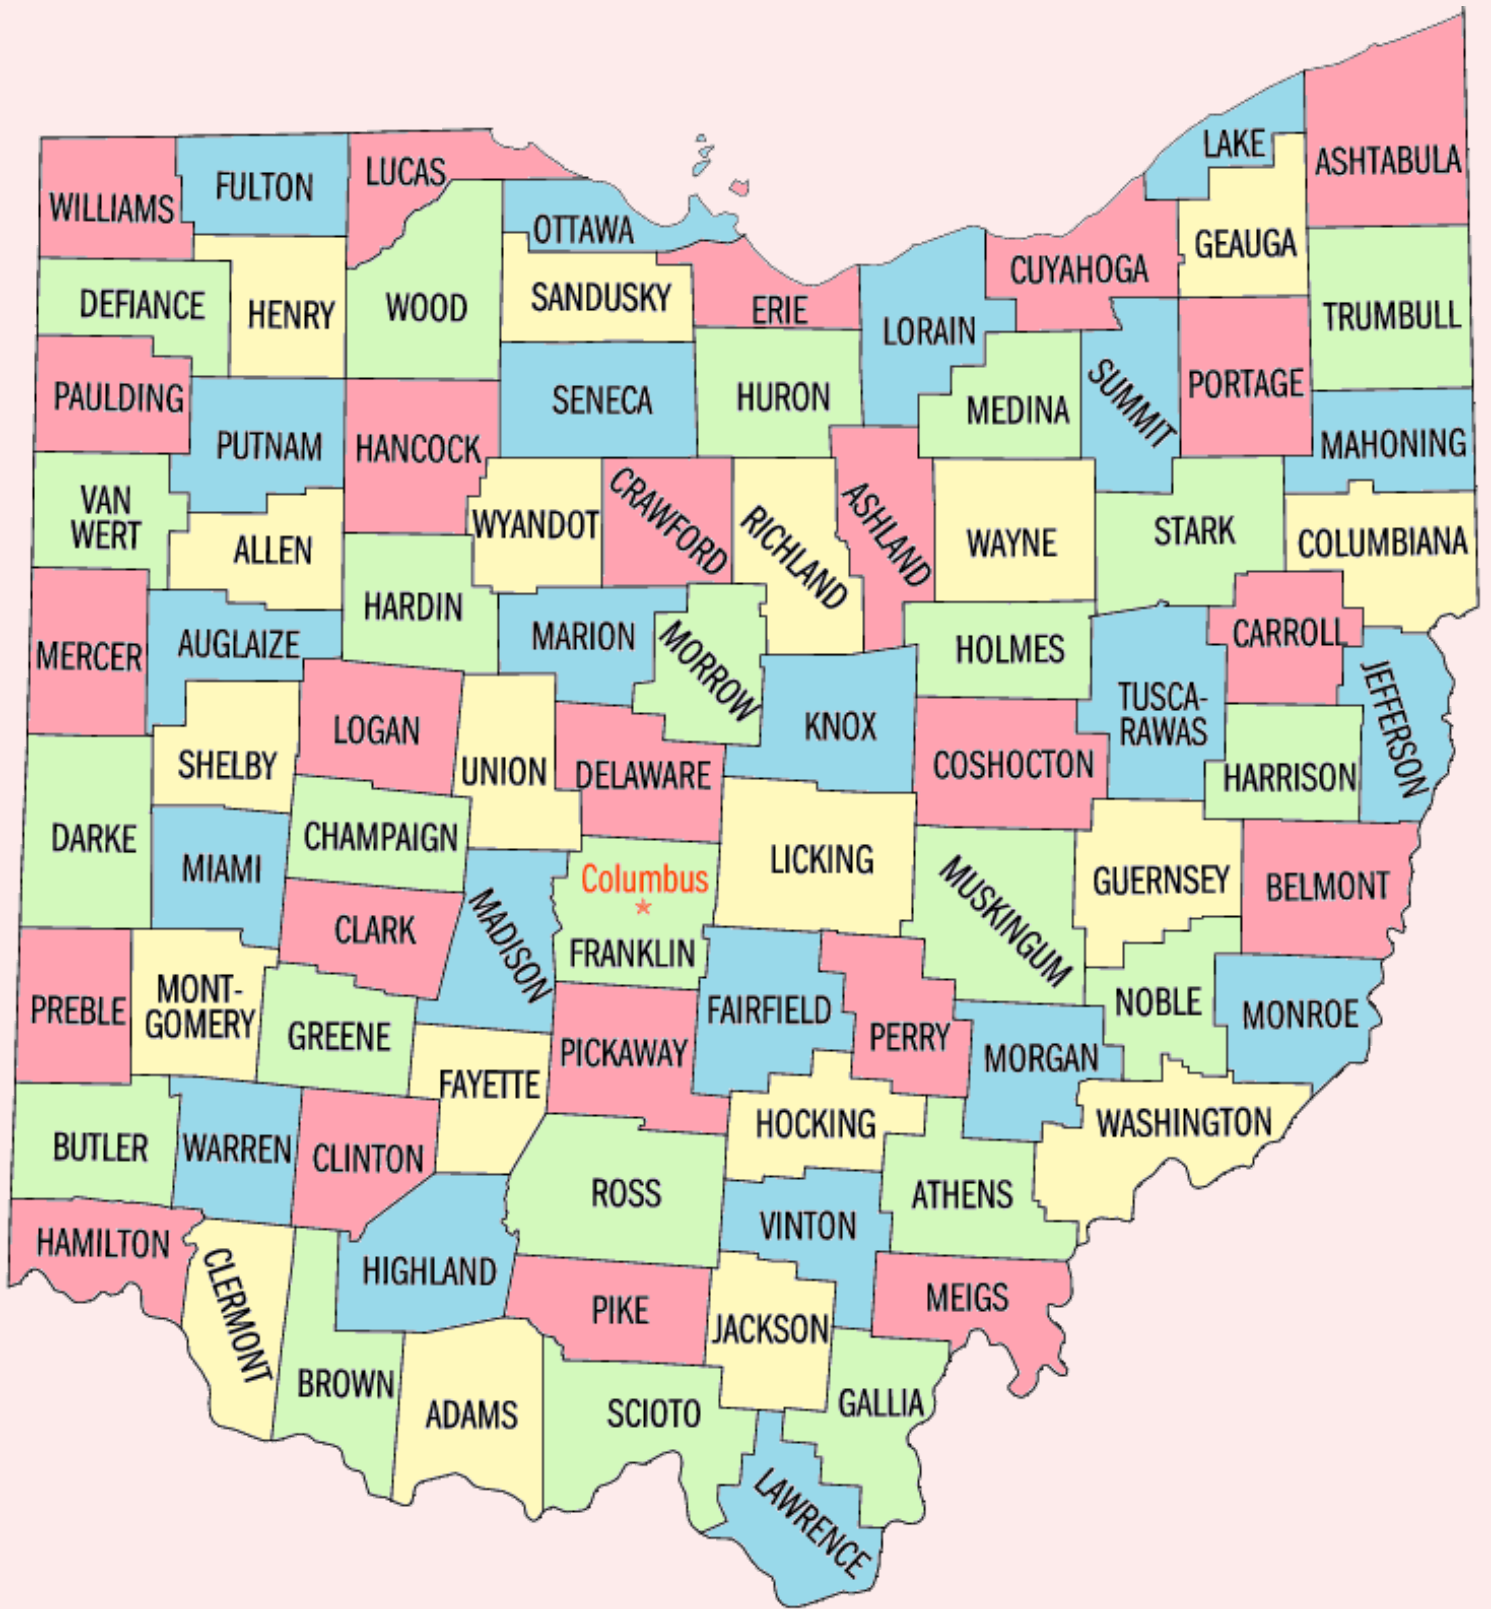 LAKE
ASHTABULA
LUCAS
FULTON
WILLIAMS
OTTAWA
GEAUGA
CUYAHOGA
SANDUSKY
DEFIANCE
HENRY
WOOD
ERIE
TRUMBULL
LORAIN
PORTAGE
PAULDING
SENECA
HURON
SUMMIT
MEDINA
PUTNAM
HANCOCK
MAHONING
VAN
WERT
WYANDOT
CRAWFORD
RICHLAND
ASHLAND
WAYNE
STARK
COLUMBIANA
ALLEN
HARDIN
MARION
CARROLL
AUGLAIZE
MERCER
MORROW
HOLMES
JEFFERSON
TUSCA-
RAWAS
LOGAN
KNOX
SHELBY
UNION
DELAWARE
COSHOCTON
HARRISON
DARKE
CHAMPAIGN
MIAMI
LICKING
Columbus
GUERNSEY
BELMONT
MUSKINGUM
CLARK
MADISON
FRANKLIN
MONT-
GOMERY
PREBLE
FAIRFIELD
NOBLE
MONROE
GREENE
PERRY
PICKAWAY
MORGAN
FAYETTE
HOCKING
WASHINGTON
BUTLER
WARREN
CLINTON
ROSS
ATHENS
VINTON
HAMILTON
HIGHLAND
MEIGS
CLERMONT
PIKE
JACKSON
BROWN
GALLIA
ADAMS
SCIOTO
LAWRENCE